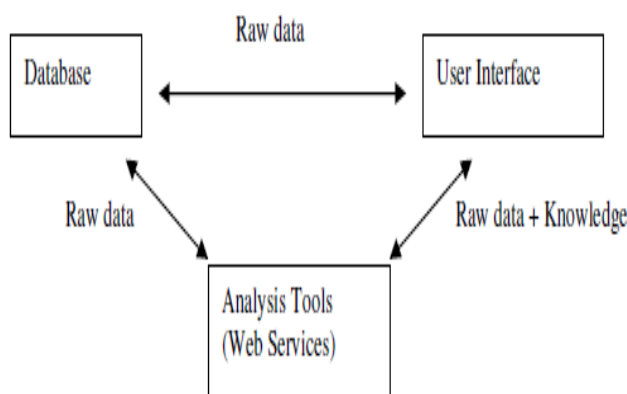 Raw data
Database
User Interface
Raw data
Raw data + Knowledge
Analysis Tools
(Web Services)